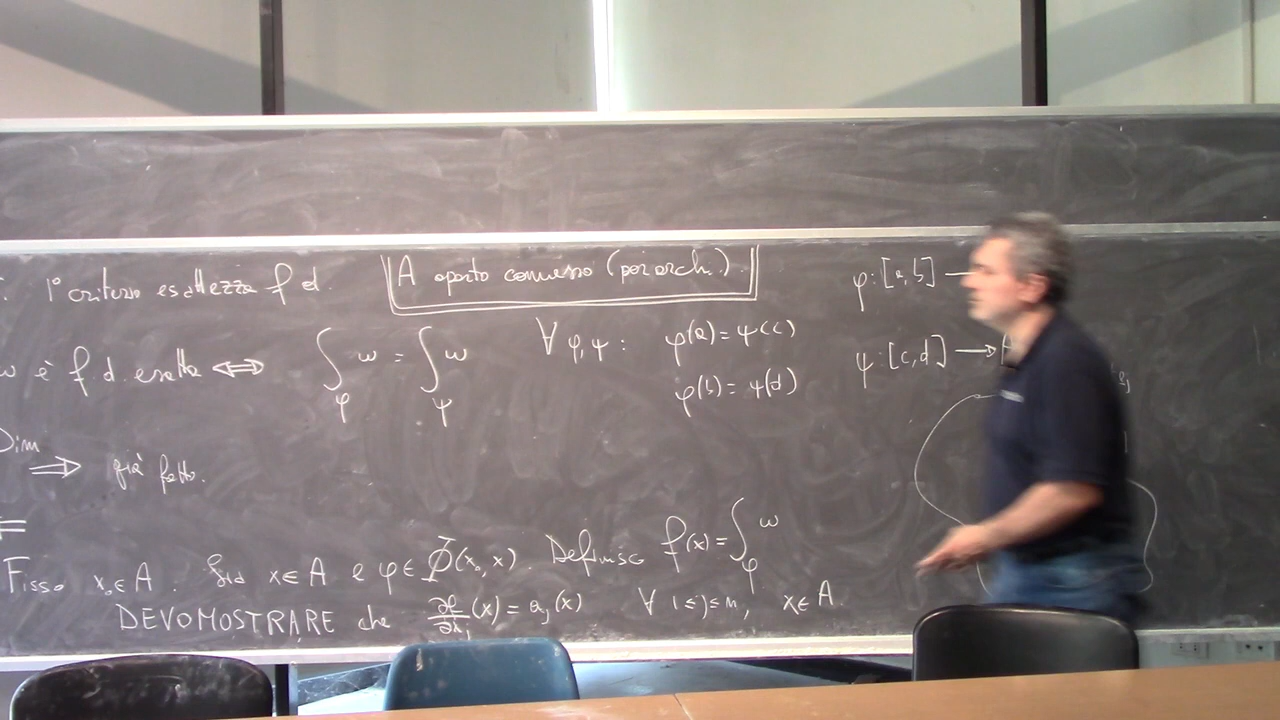 : 1° criterio esattezza f d. A aperto connesso (per archi).
φ: [a,b] →
w è f. d. esatta ⟺ ∫_φ ω = ∫_ψ ω ∀ φ,ψ : φ(a) = ψ(c)
φ(b) = ψ(d)
ψ: [c,d] → A
Dim
⟹ già fatto.
⟸
Fisso x₀ ∈ A. Sia x ∈ A e φ ∈ Φ(x₀, x). Definisco f(x) = ∫_φ ω
DEVO MOSTRARE che ∂f/∂x_j (x) = a_j(x) ∀ 1 ≤ j ≤ n, x ∈ A.